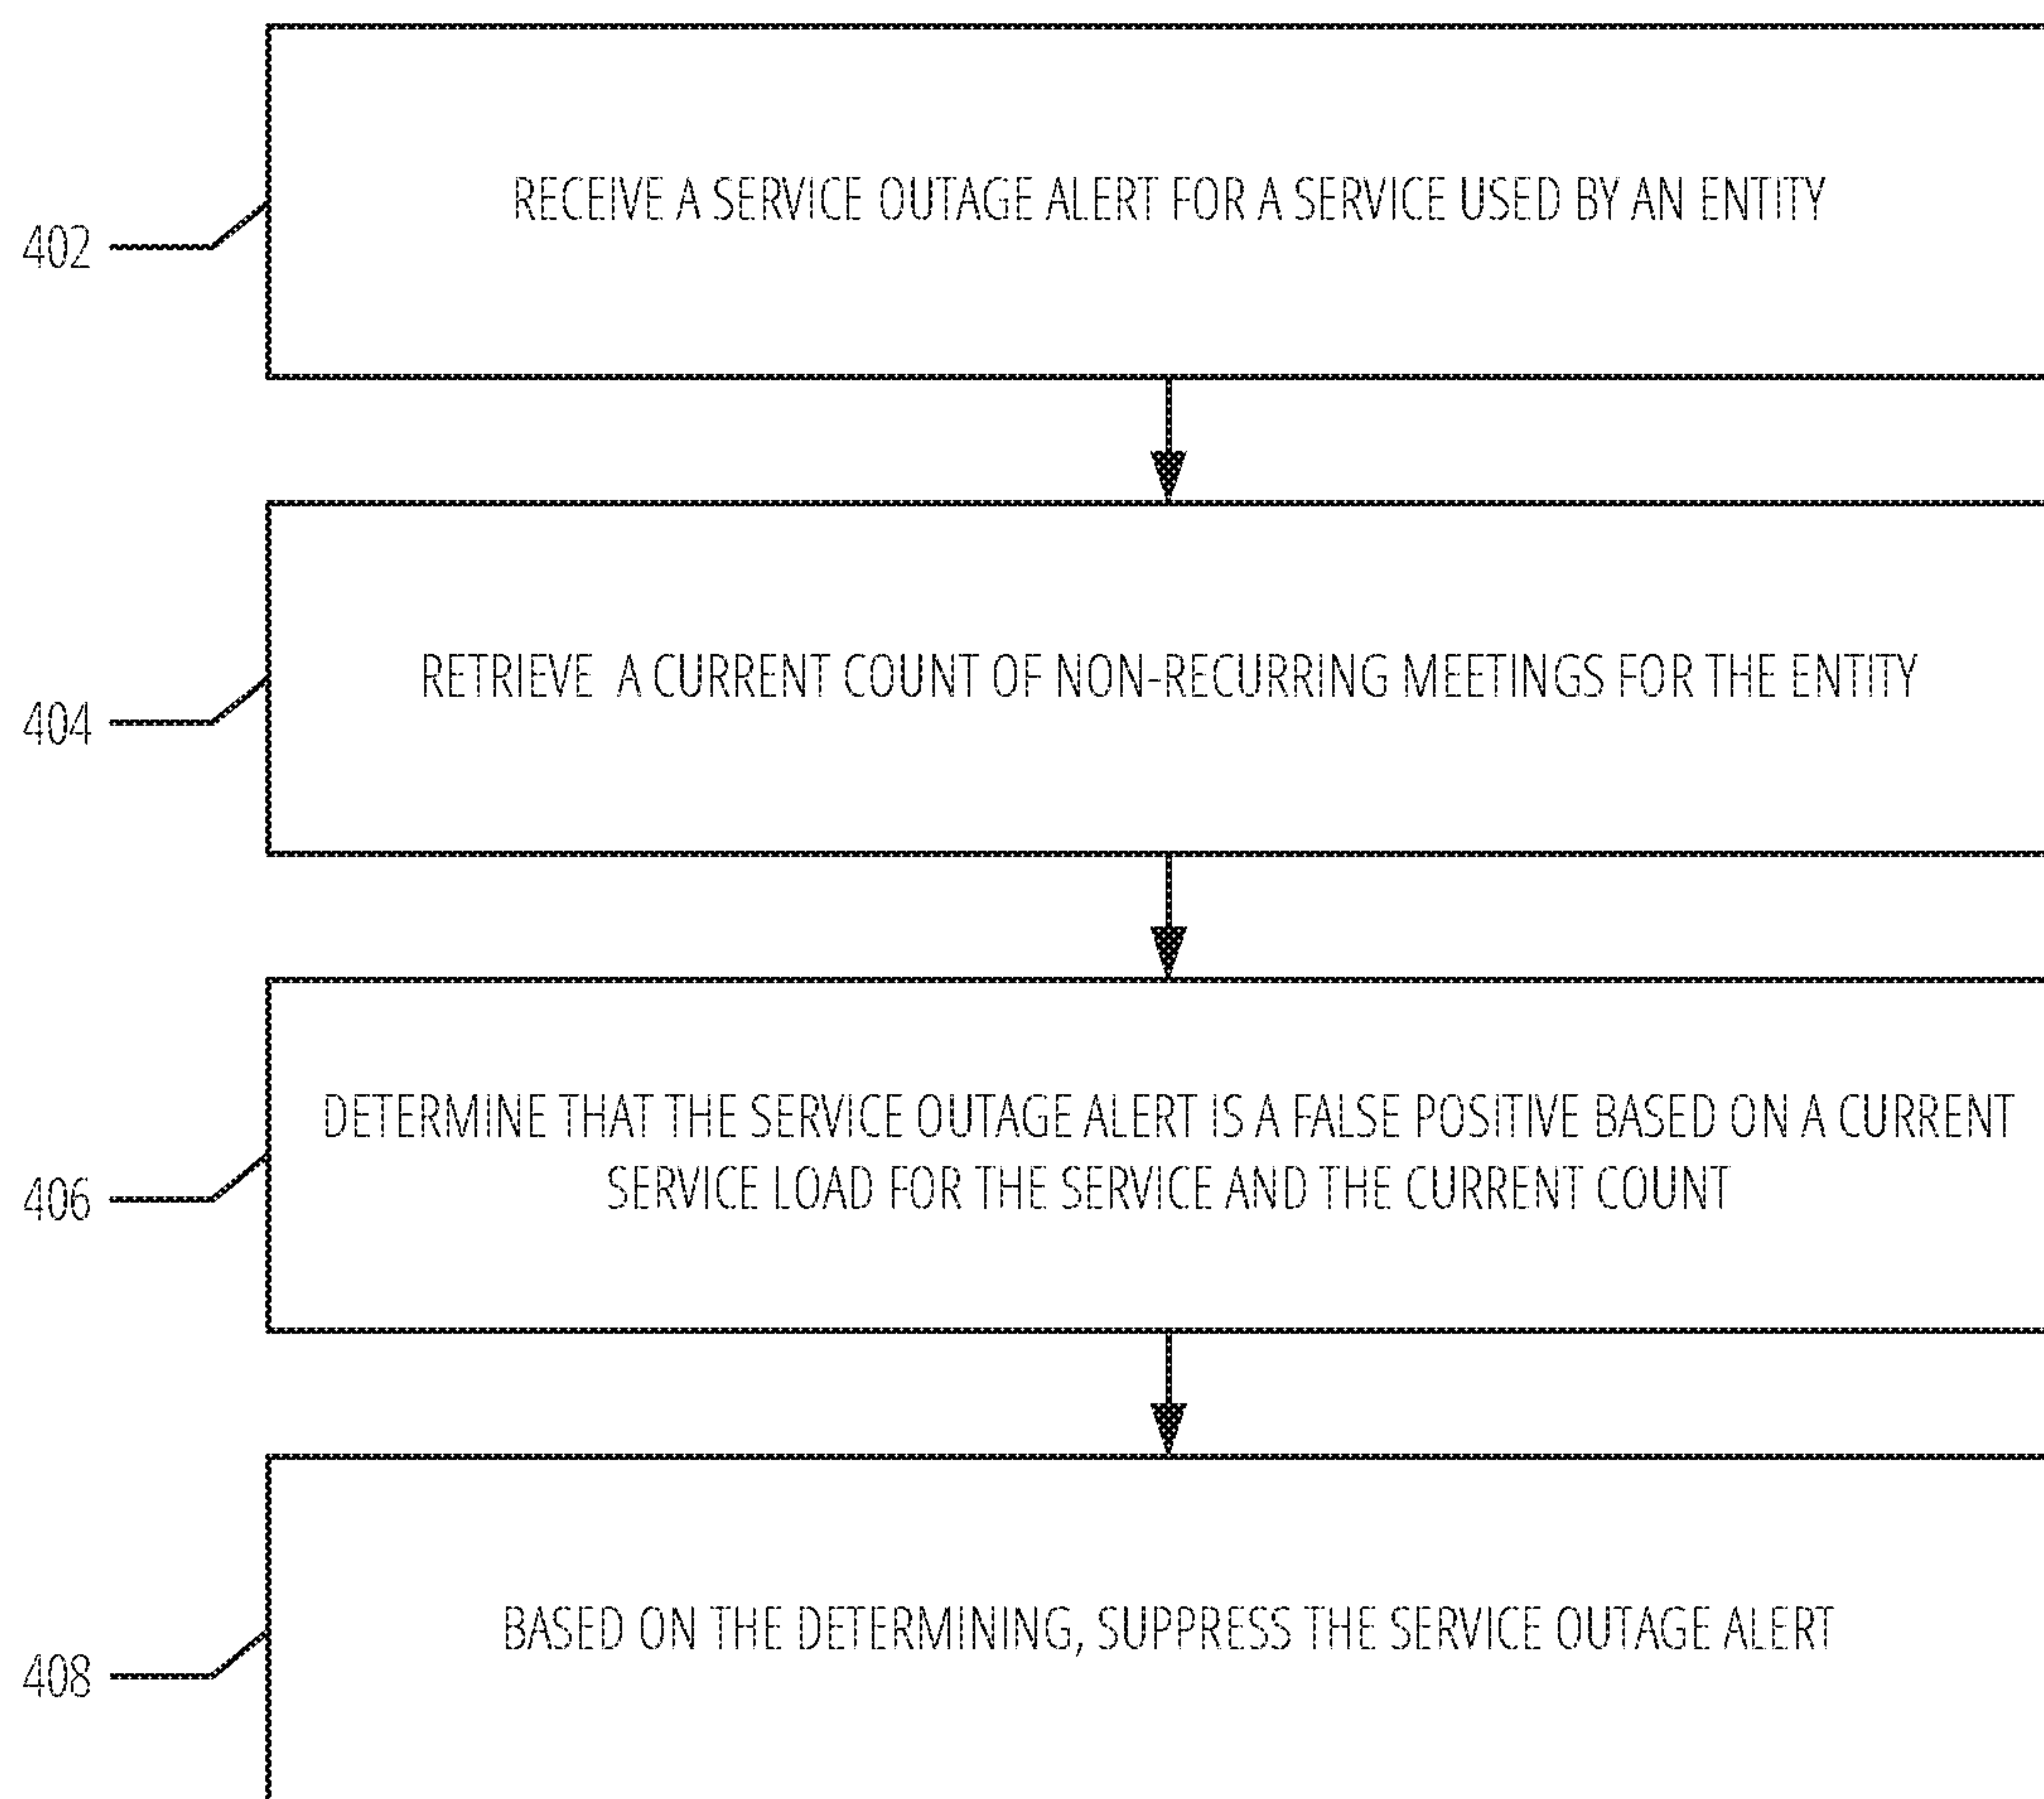 RECEIVE A SERVICE OUTAGE ALERT FOR A SERVICE USED BY AN ENTITY
402
RETRIEVE A CURRENT COUNT OF NON-RECURRING MEETINGS FOR THE ENTITY
404
DETERMINE THAT THE SERVICE OUTAGE ALERT IS A FALSE POSITIVE BASED ON A CURRENT
SERVICE LOAD FOR THE SERVICE AND THE CURRENT COUNT
406
BASED ON THE DETERMINING, SUPPRESS THE SERVICE OUTAGE ALERT
408